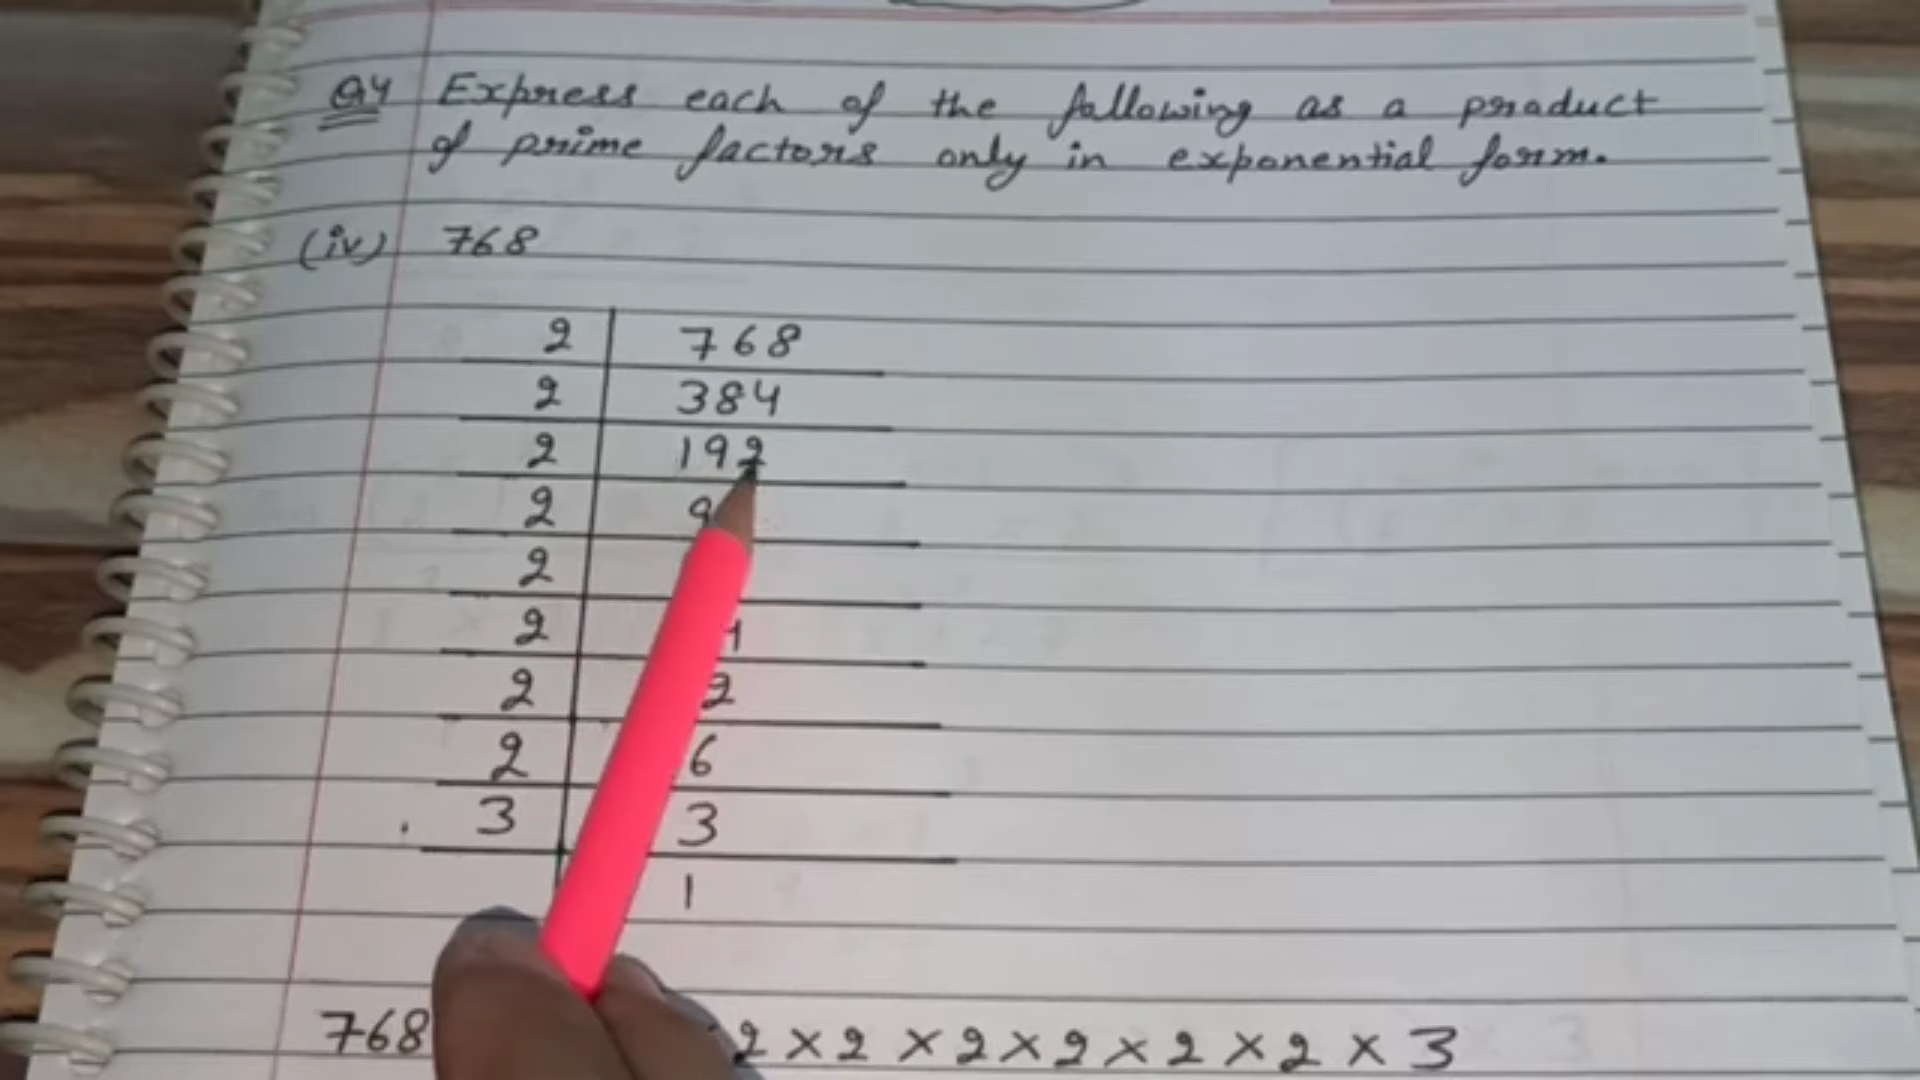 Q4 Express each of the following as a product
of prime factors only in exponential form.
(iv) 768
2 768
2 384
2 192
2 9
2
2
2 2
2 6
3 3
1
768 2 × 2 × 2 × 2 × 2 × 2 × 3